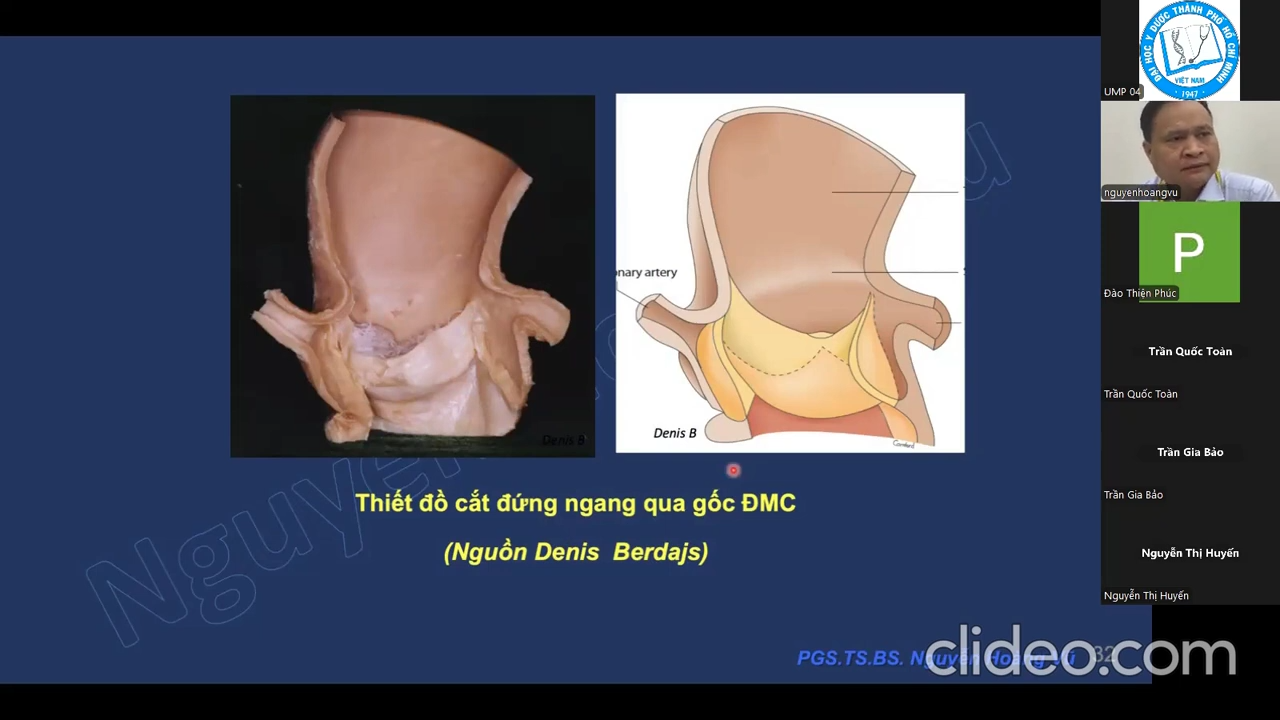 onary artery
Denis B
Denis B
Thiết đồ cắt đứng ngang qua gốc ĐMC
(Nguồn Denis Berdajs)
PGS.TS.BS. Nguyễn Hoàng Vũ
32
clideo.com
ĐẠI HỌC Y DƯỢC THÀNH PHỐ HỒ CHÍ MINH
VIỆT NAM
1947
UMP 04
nguyenhoangvu
P
Đào Thiện Phúc
Trần Quốc Toàn
Trần Quốc Toàn
Trần Gia Bảo
Trần Gia Bảo
Nguyễn Thị Huyến
Nguyễn Thị Huyến